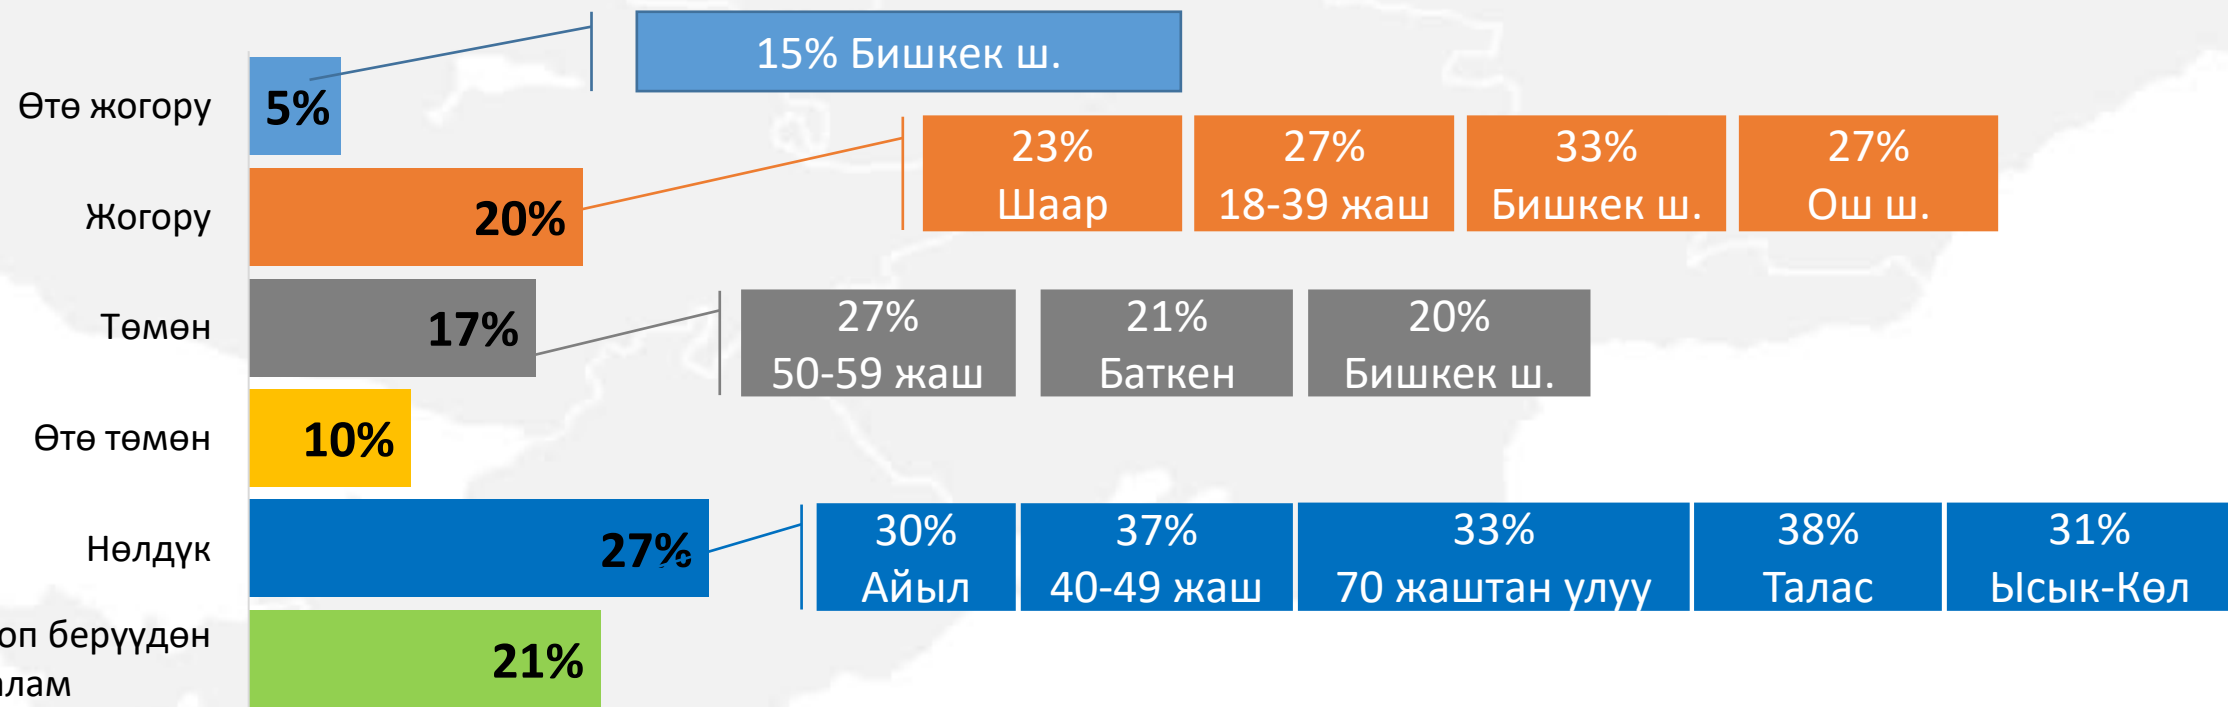 15% Бишкек ш.
Өтө жогору
5%
23%
Шаар
27%
18-39 жаш
33%
Бишкек ш.
27%
Ош ш.
Жогору
20%
Төмөн
17%
27%
50-59 жаш
21%
Баткен
20%
Бишкек ш.
Өтө төмөн
10%
Нөлдүк
27%
30%
Айыл
37%
40-49 жаш
33%
70 жаштан улуу
38%
Талас
31%
Ысык-Көл
берүүдөн
21%